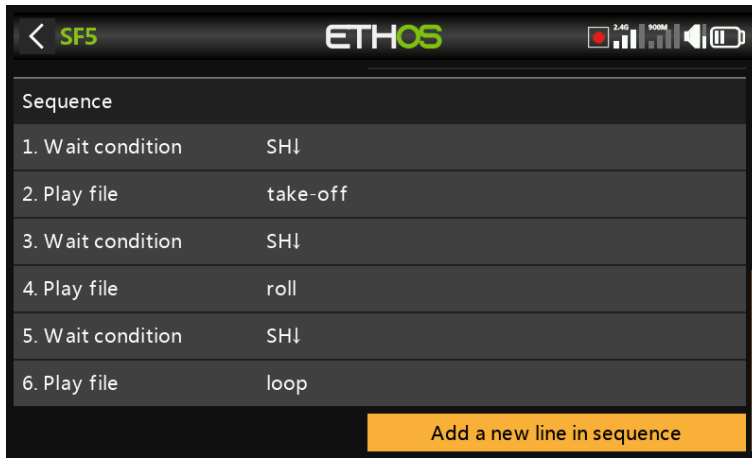 SF5 ETHOS 2.4G 900M
Sequence
1. Wait condition SH↓
2. Play file take-off
3. Wait condition SH↓
4. Play file roll
5. Wait condition SH↓
6. Play file loop
Add a new line in sequence